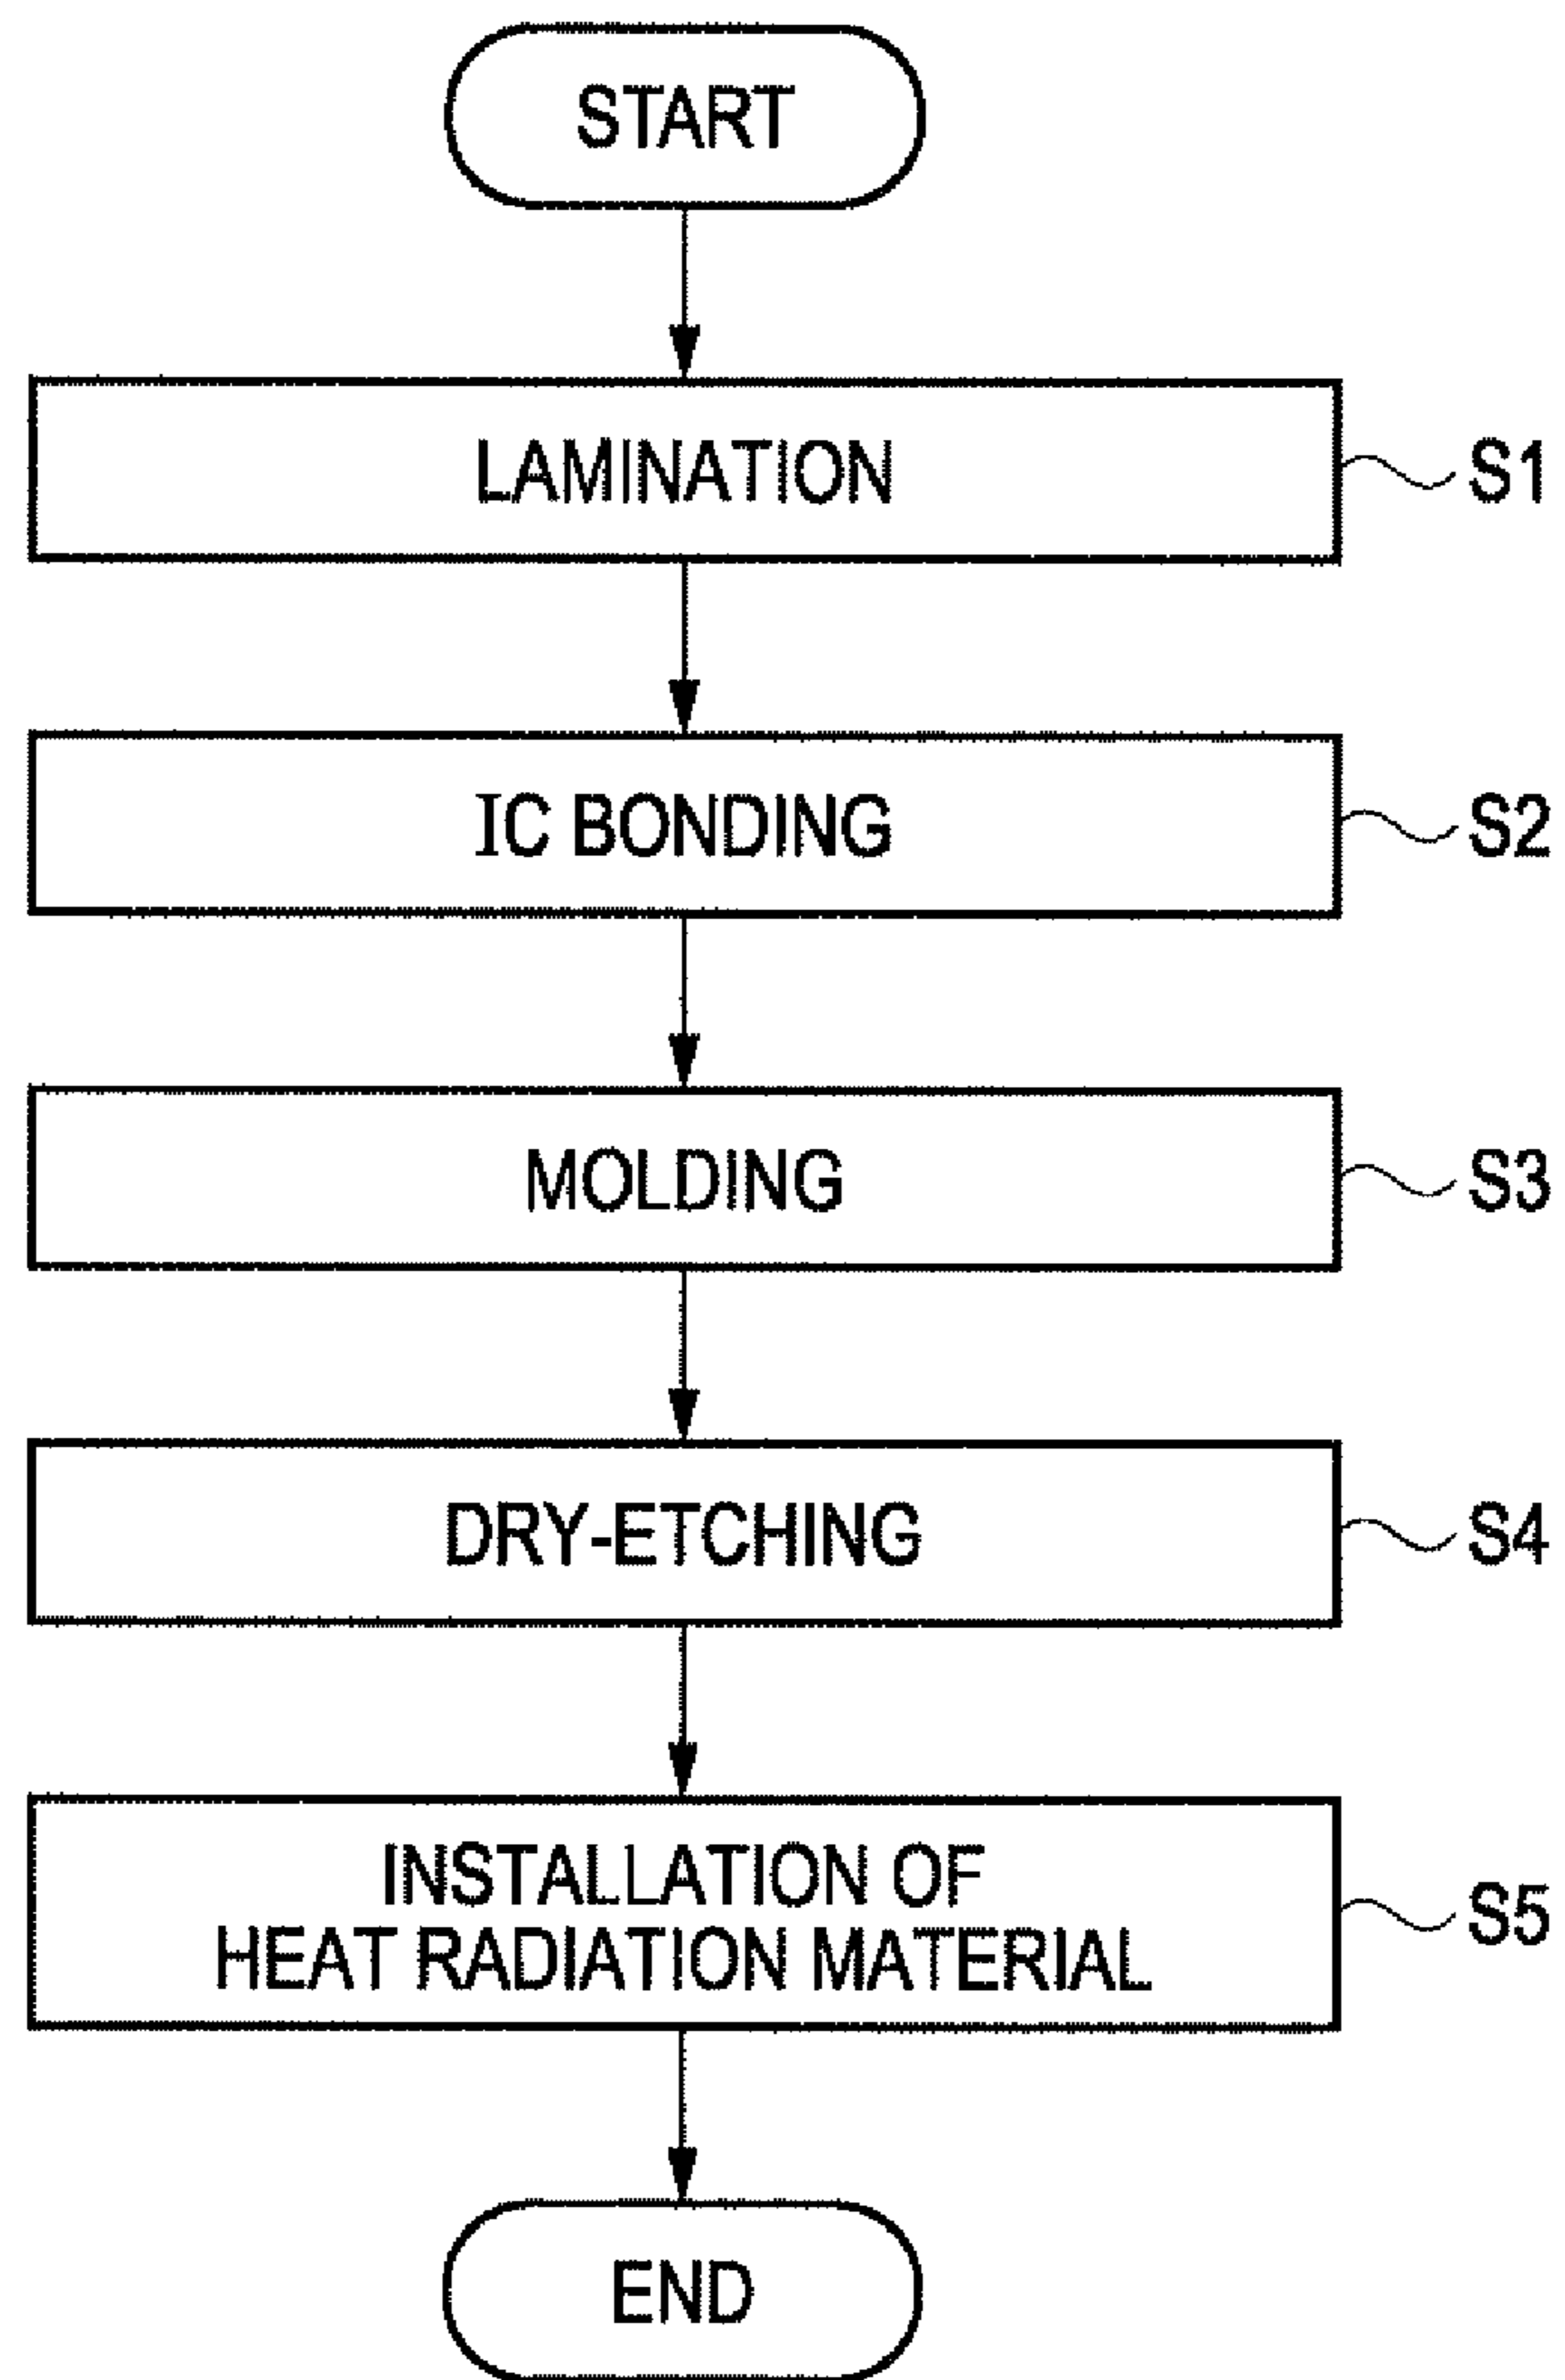 START
LAMINATION
S1
IC BONDING
S2
MOLDING
S3
DRY-ETCHING
S4
INSTALLATION OF
HEAT RADIATION MATERIAL
S5
END